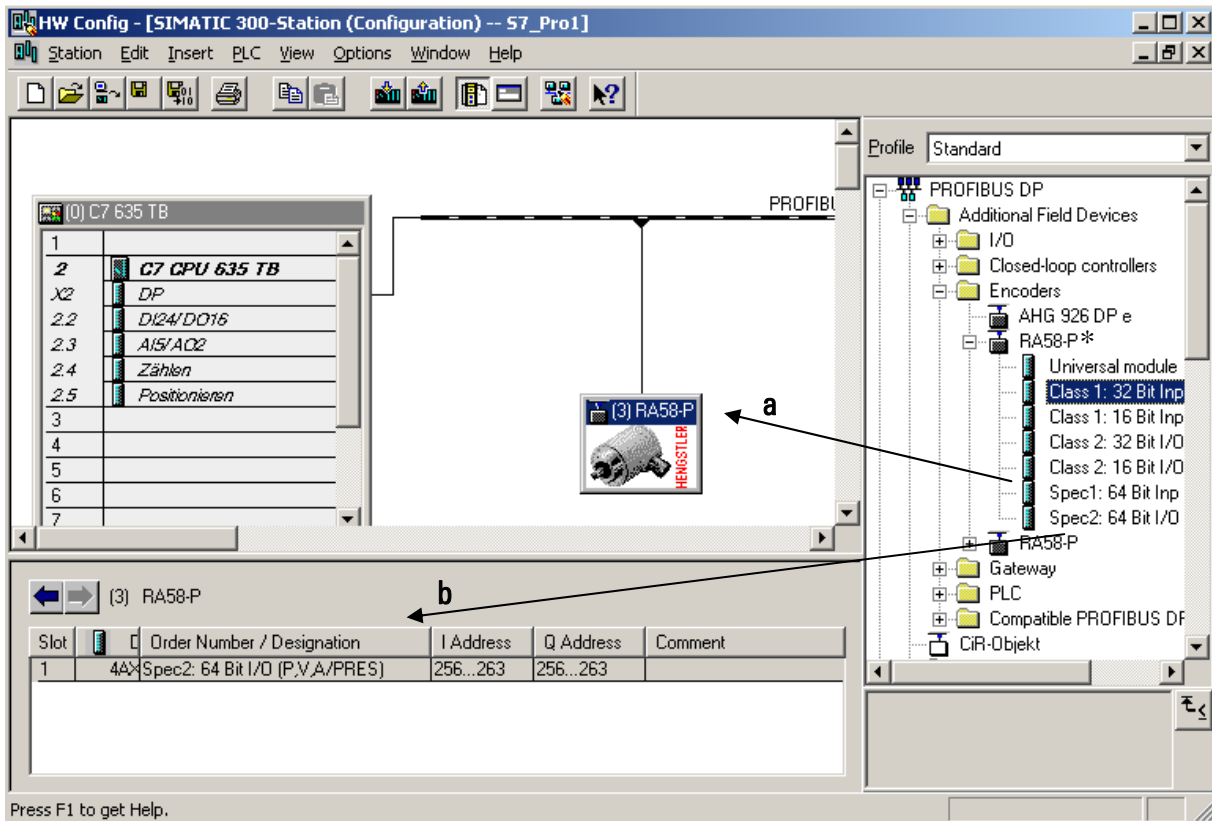 HW Config - [SIMATIC 300-Station (Configuration) -- S7_Pro1]
Station Edit Insert PLC View Options Window Help
(0) C7 635 TB
1
2 C7 CPU 635 TB
X2 DP
2.2 DI24/DO16
2.3 AI5/AO2
2.4 Zählen
2.5 Positionieren
3
4
5
6
7
PROFIBU
(3) RA58-P
HENGSTLER
a
Profile Standard
PROFIBUS DP
Additional Field Devices
I/O
Closed-loop controllers
Encoders
AHG 926 DP e
RA58-P*
Universal module
Class 1: 32 Bit Inp
Class 1: 16 Bit Inp
Class 2: 32 Bit I/O
Class 2: 16 Bit I/O
Spec1: 64 Bit Inp
Spec2: 64 Bit I/O
RA58-P
Gateway
PLC
Compatible PROFIBUS DP
CiR-Objekt
(3) RA58-P
b
Slot D Order Number / Designation I Address Q Address Comment
1 4AX Spec2: 64 Bit I/O (P,V,A/PRES) 256...263 256...263
Press F1 to get Help.